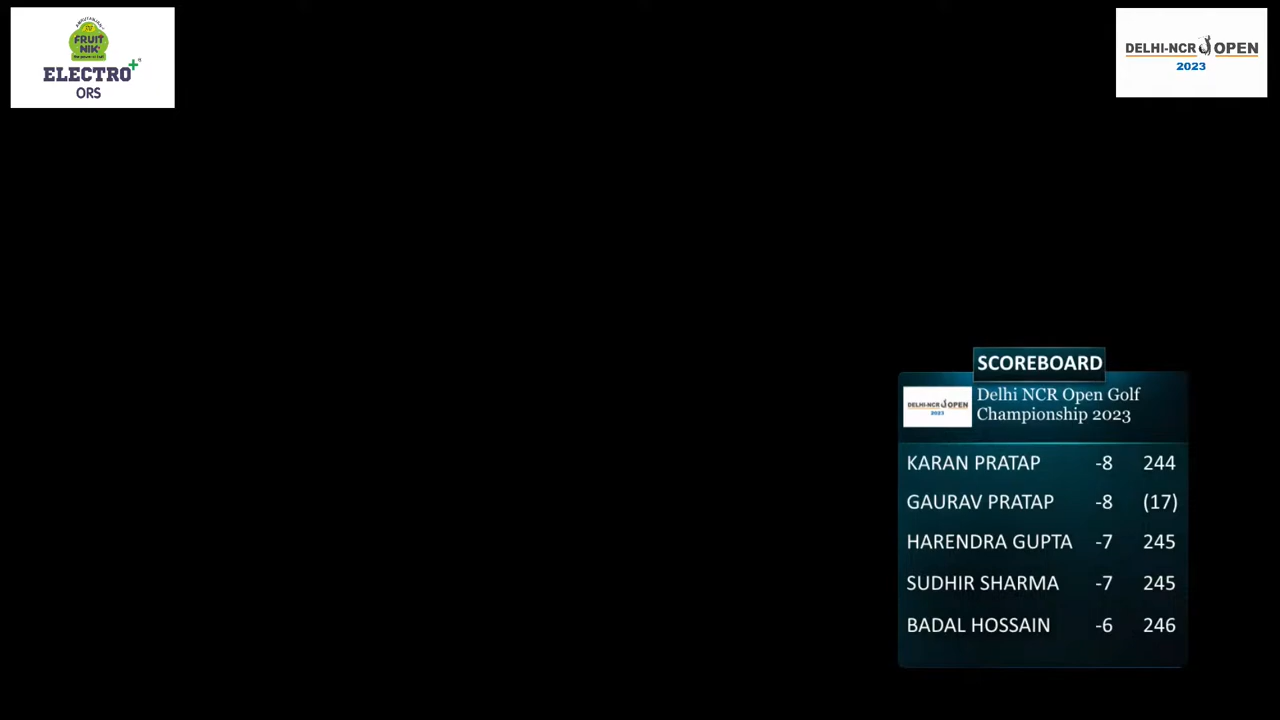 FRUIT
NIK
ELECTRO+
ORS
DELHI-NCR OPEN
2023
SCOREBOARD
DELHI-NCR OPEN
2023
Delhi NCR Open Golf
Championship 2023
KARAN PRATAP -8 244
GAURAV PRATAP -8 (17)
HARENDRA GUPTA -7 245
SUDHIR SHARMA -7 245
BADAL HOSSAIN -6 246